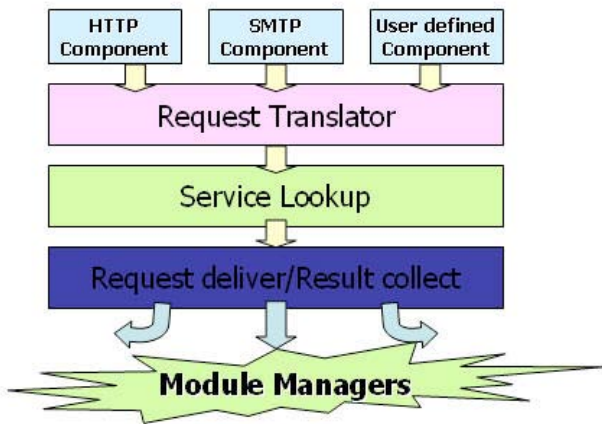 HTTP
Component
SMTP
Component
User defined
Component
Request Translator
Service Lookup
Request deliver/Result collect
Module Managers